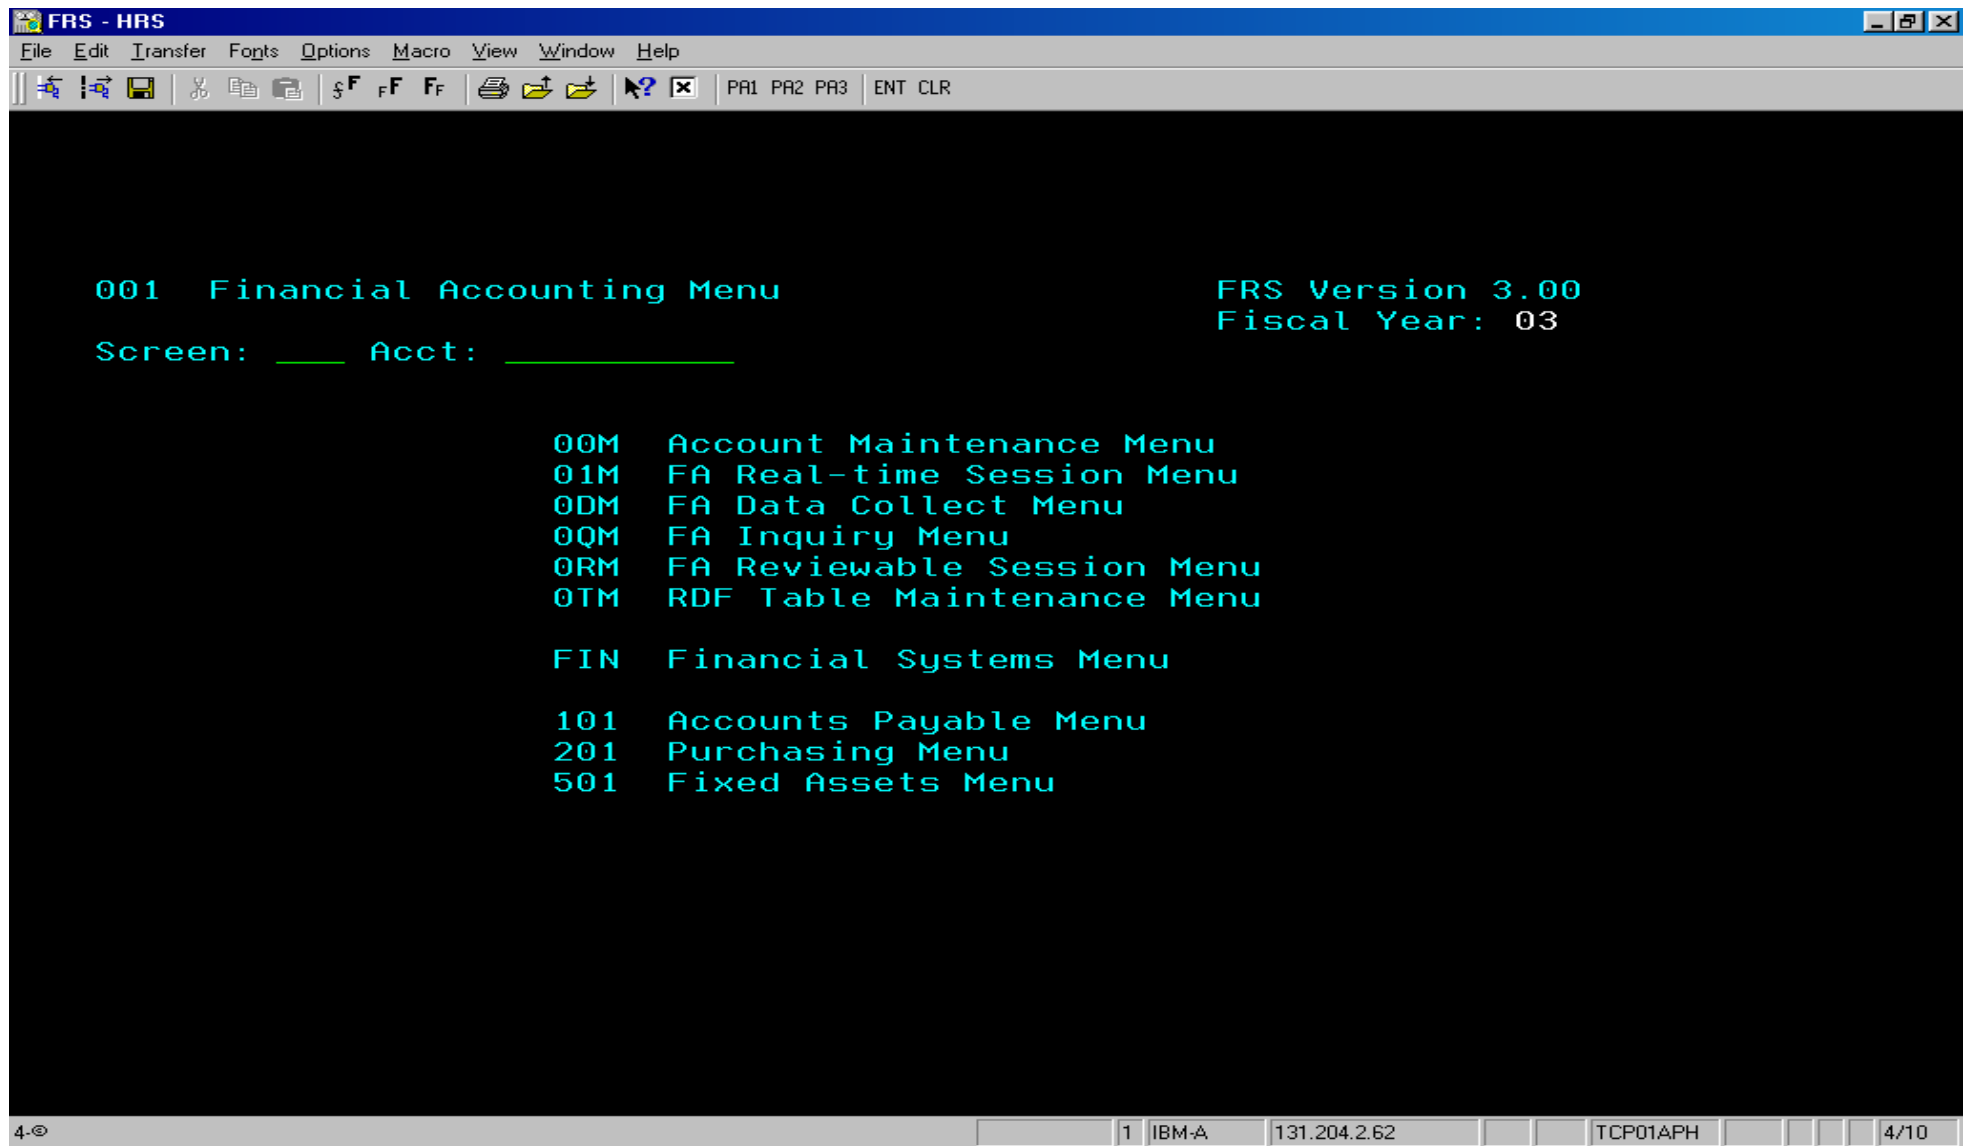 FRS - HRS
File Edit Transfer Fonts Options Macro View Window Help
PA1 PA2 PA3 ENT CLR
001 Financial Accounting Menu FRS Version 3.00
Fiscal Year: 03
Screen: ____ Acct: __________
00M Account Maintenance Menu
01M FA Real-time Session Menu
0DM FA Data Collect Menu
0QM FA Inquiry Menu
0RM FA Reviewable Session Menu
0TM RDF Table Maintenance Menu
FIN Financial Systems Menu
101 Accounts Payable Menu
201 Purchasing Menu
501 Fixed Assets Menu
4-© 1 IBM-A 131.204.2.62 TCP01APH 4/10